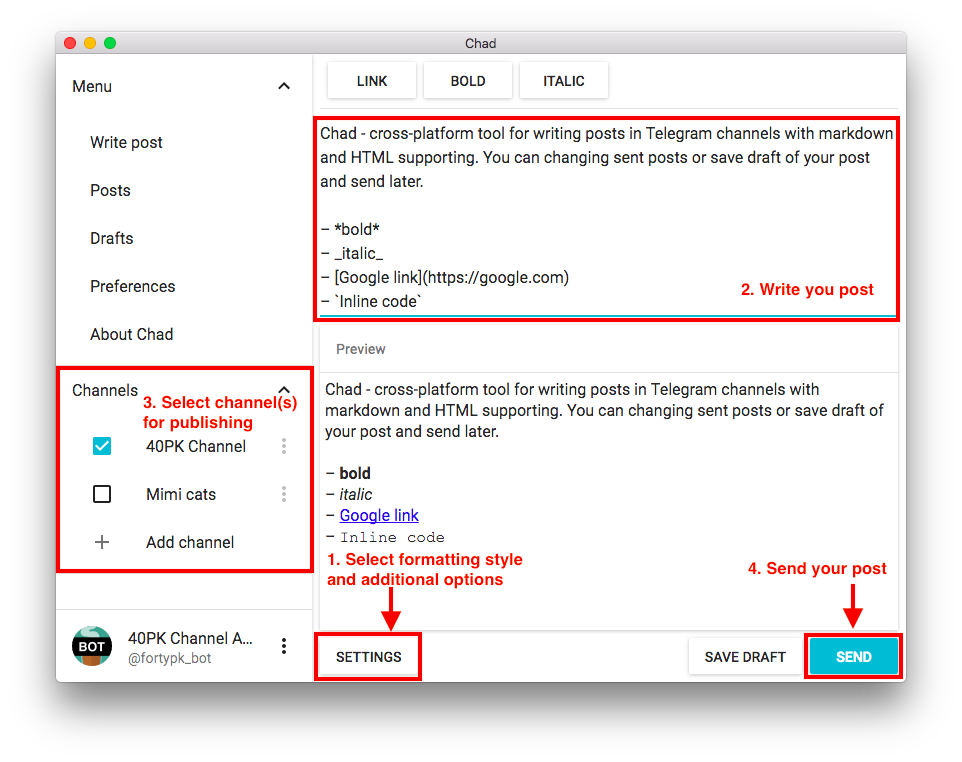 Chad
Menu
Write post
Posts
Drafts
Preferences
About Chad
Channels
3. Select channel(s)
for publishing
40PK Channel
Mimi cats
Add channel
BOT
40PK Channel A...
@fortypk_bot
LINK BOLD ITALIC
Chad - cross-platform tool for writing posts in Telegram channels with markdown
and HTML supporting. You can changing sent posts or save draft of your post
and send later.
– *bold*
– _italic_
– [Google link](https://google.com)
– `Inline code`
2. Write you post
Preview
Chad - cross-platform tool for writing posts in Telegram channels with
markdown and HTML supporting. You can changing sent posts or save draft of
your post and send later.
– bold
– italic
– Google link
– Inline code
1. Select formatting style
and additional options
4. Send your post
SETTINGS
SAVE DRAFT
SEND